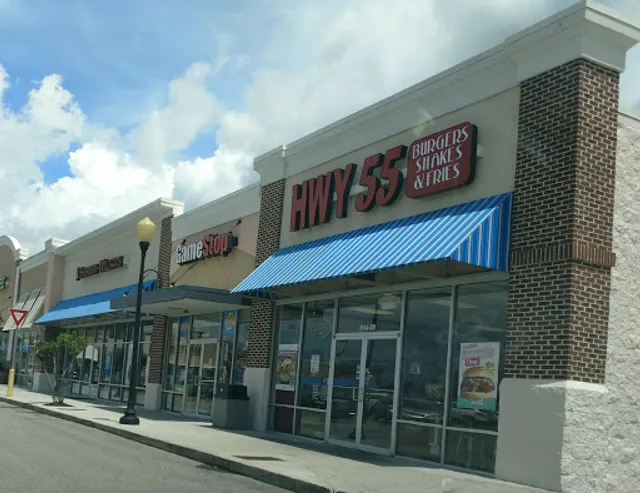 HWY 55
BURGERS
SHAKES
& FRIES
GameStop